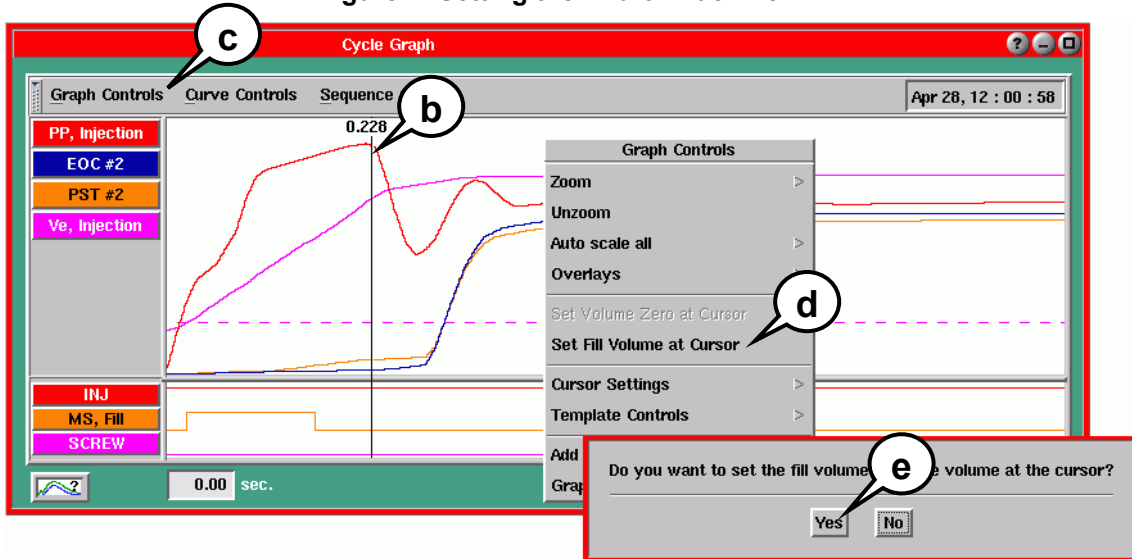 Setting the
Cycle Graph
c
Graph Controls Curve Controls Sequence
b
Apr 28, 12 : 00 : 58
PP, Injection
EOC #2
PST #2
Ve, Injection
0.228
Graph Controls
Zoom
Unzoom
Auto scale all
Overlays
Set Volume Zero at Cursor
d
Set Fill Volume at Cursor
Cursor Settings
Template Controls
Add
INJ
MS, Fill
SCREW
0.00 sec.
Do you want to set the fill volume
e
volume at the cursor?
Yes No